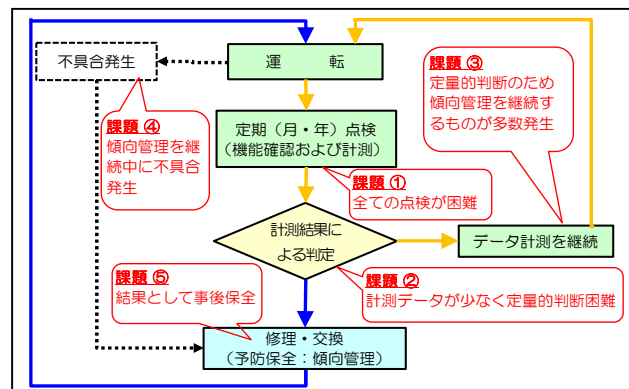 不具合発生
運　転
課題 ③
定量的判断のため
傾向管理を継続す
るものが多数発生
課題 ④
傾向管理を継
続中に不具合
発生
定期（月・年）点検
（機能確認および計測）
課題 ①
全ての点検が困難
計測結果に
よる判定
データ計測を継続
課題 ⑤
結果として事後保全
課題 ②
計測データが少なく定量的判断困難
修理・交換
（予防保全：傾向管理）